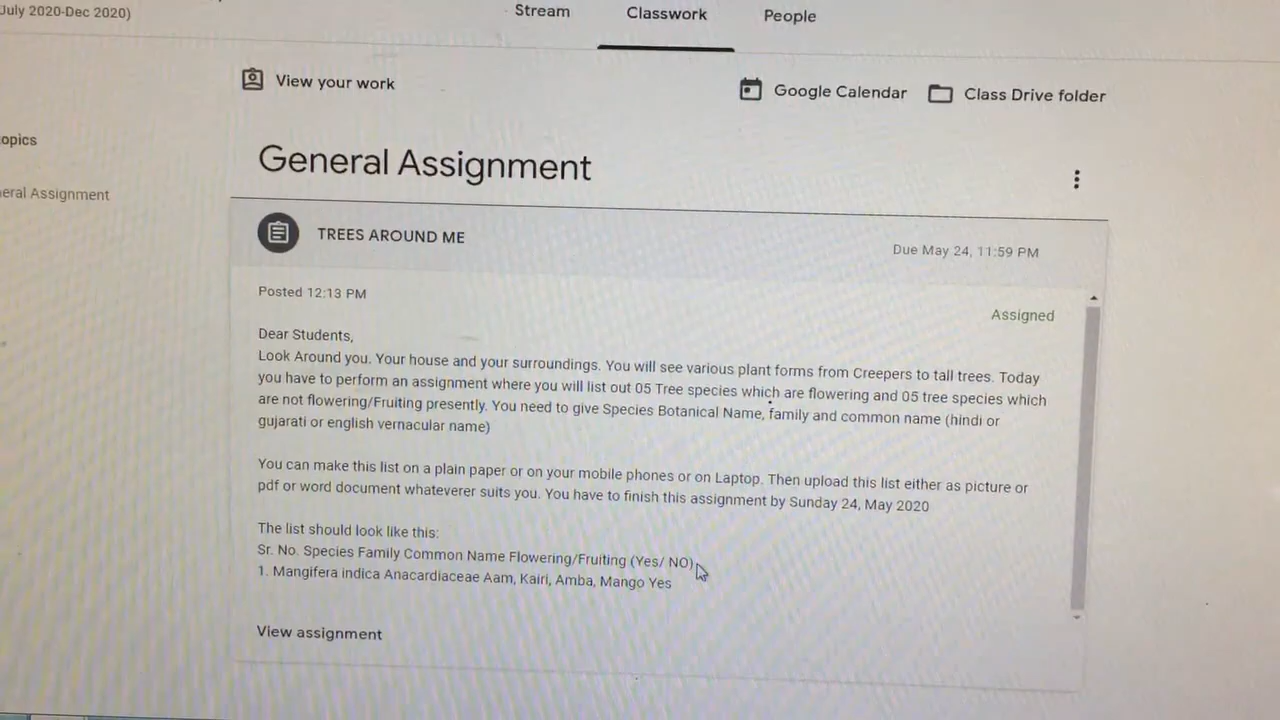 July 2020-Dec 2020)
Stream
Classwork
People
View your work
Google Calendar
Class Drive folder
opics
General Assignment
eral Assignment
TREES AROUND ME
Due May 24, 11:59 PM
Posted 12:13 PM
Assigned
Dear Students,
Look Around you. Your house and your surroundings. You will see various plant forms from Creepers to tall trees. Today
you have to perform an assignment where you will list out 05 Tree species which are flowering and 05 tree species which
are not flowering/Fruiting presently. You need to give Species Botanical Name, family and common name (hindi or
gujarati or english vernacular name)
You can make this list on a plain paper or on your mobile phones or on Laptop. Then upload this list either as picture or
pdf or word document whateverer suits you. You have to finish this assignment by Sunday 24, May 2020
The list should look like this:
Sr. No. Species Family Common Name Flowering/Fruiting (Yes/ NO)
1. Mangifera indica Anacardiaceae Aam, Kairi, Amba, Mango Yes
View assignment